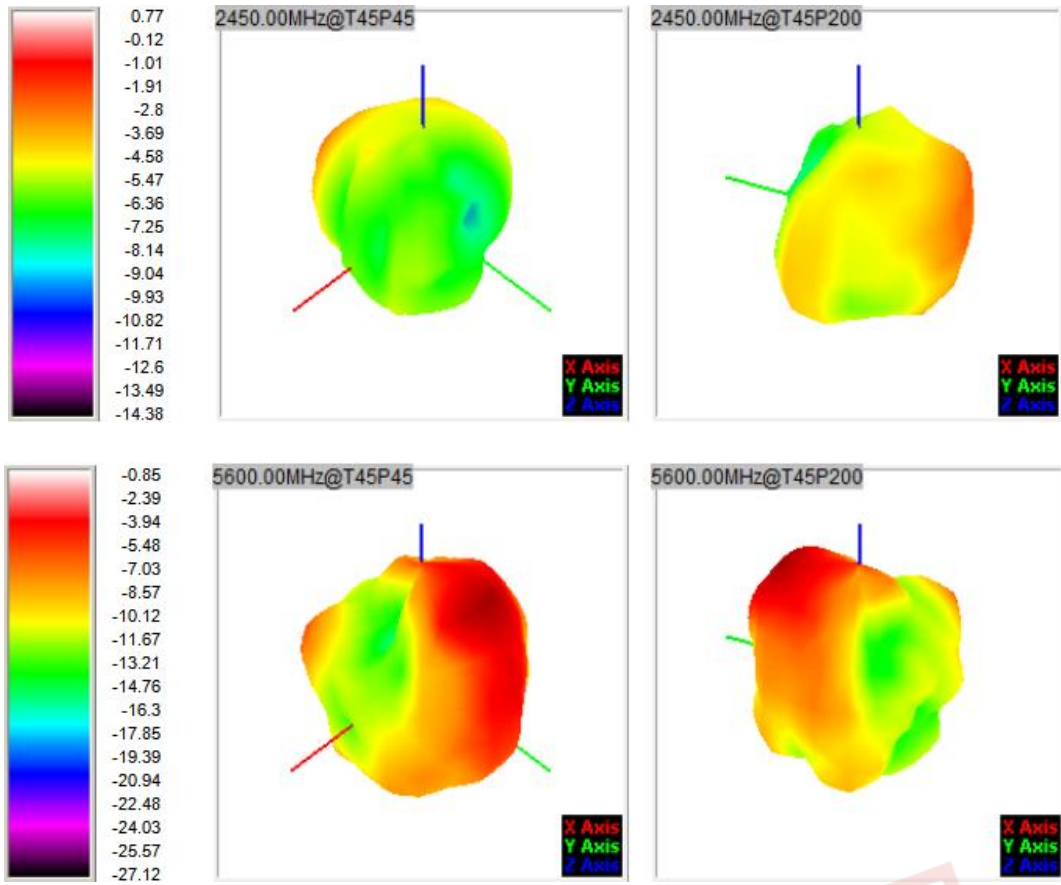 0.77
-0.12
-1.01
-1.91
-2.8
-3.69
-4.58
-5.47
-6.36
-7.25
-8.14
-9.04
-9.93
-10.82
-11.71
-12.6
-13.49
-14.38
2450.00MHz@T45P45
X Axis
Y Axis
Z Axis
2450.00MHz@T45P200
X Axis
Y Axis
Z Axis
-0.85
-2.39
-3.94
-5.48
-7.03
-8.57
-10.12
-11.67
-13.21
-14.76
-16.3
-17.85
-19.39
-20.94
-22.48
-24.03
-25.57
-27.12
5600.00MHz@T45P45
X Axis
Y Axis
Z Axis
5600.00MHz@T45P200
X Axis
Y Axis
Z Axis